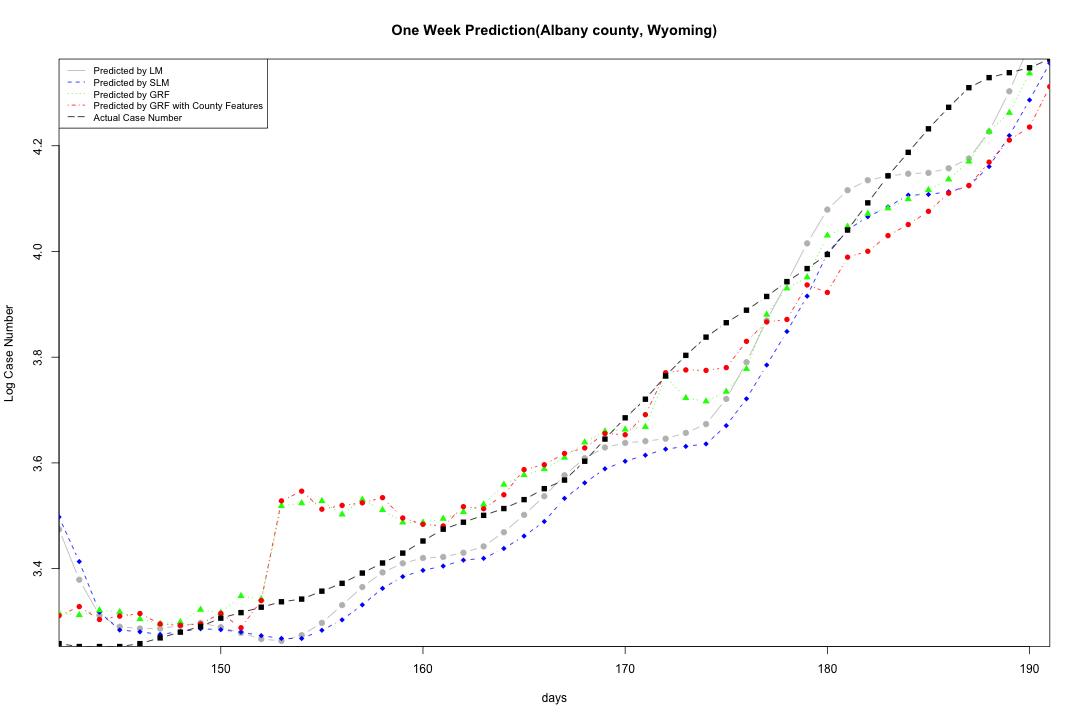 One Week Prediction(Albany county, Wyoming)
Predicted by LM
Predicted by SLM
Predicted by GRF
Predicted by GRF with County Features
Actual Case Number
Log Case Number
4.2
4.0
3.8
3.6
3.4
150 160 170 180 190
days